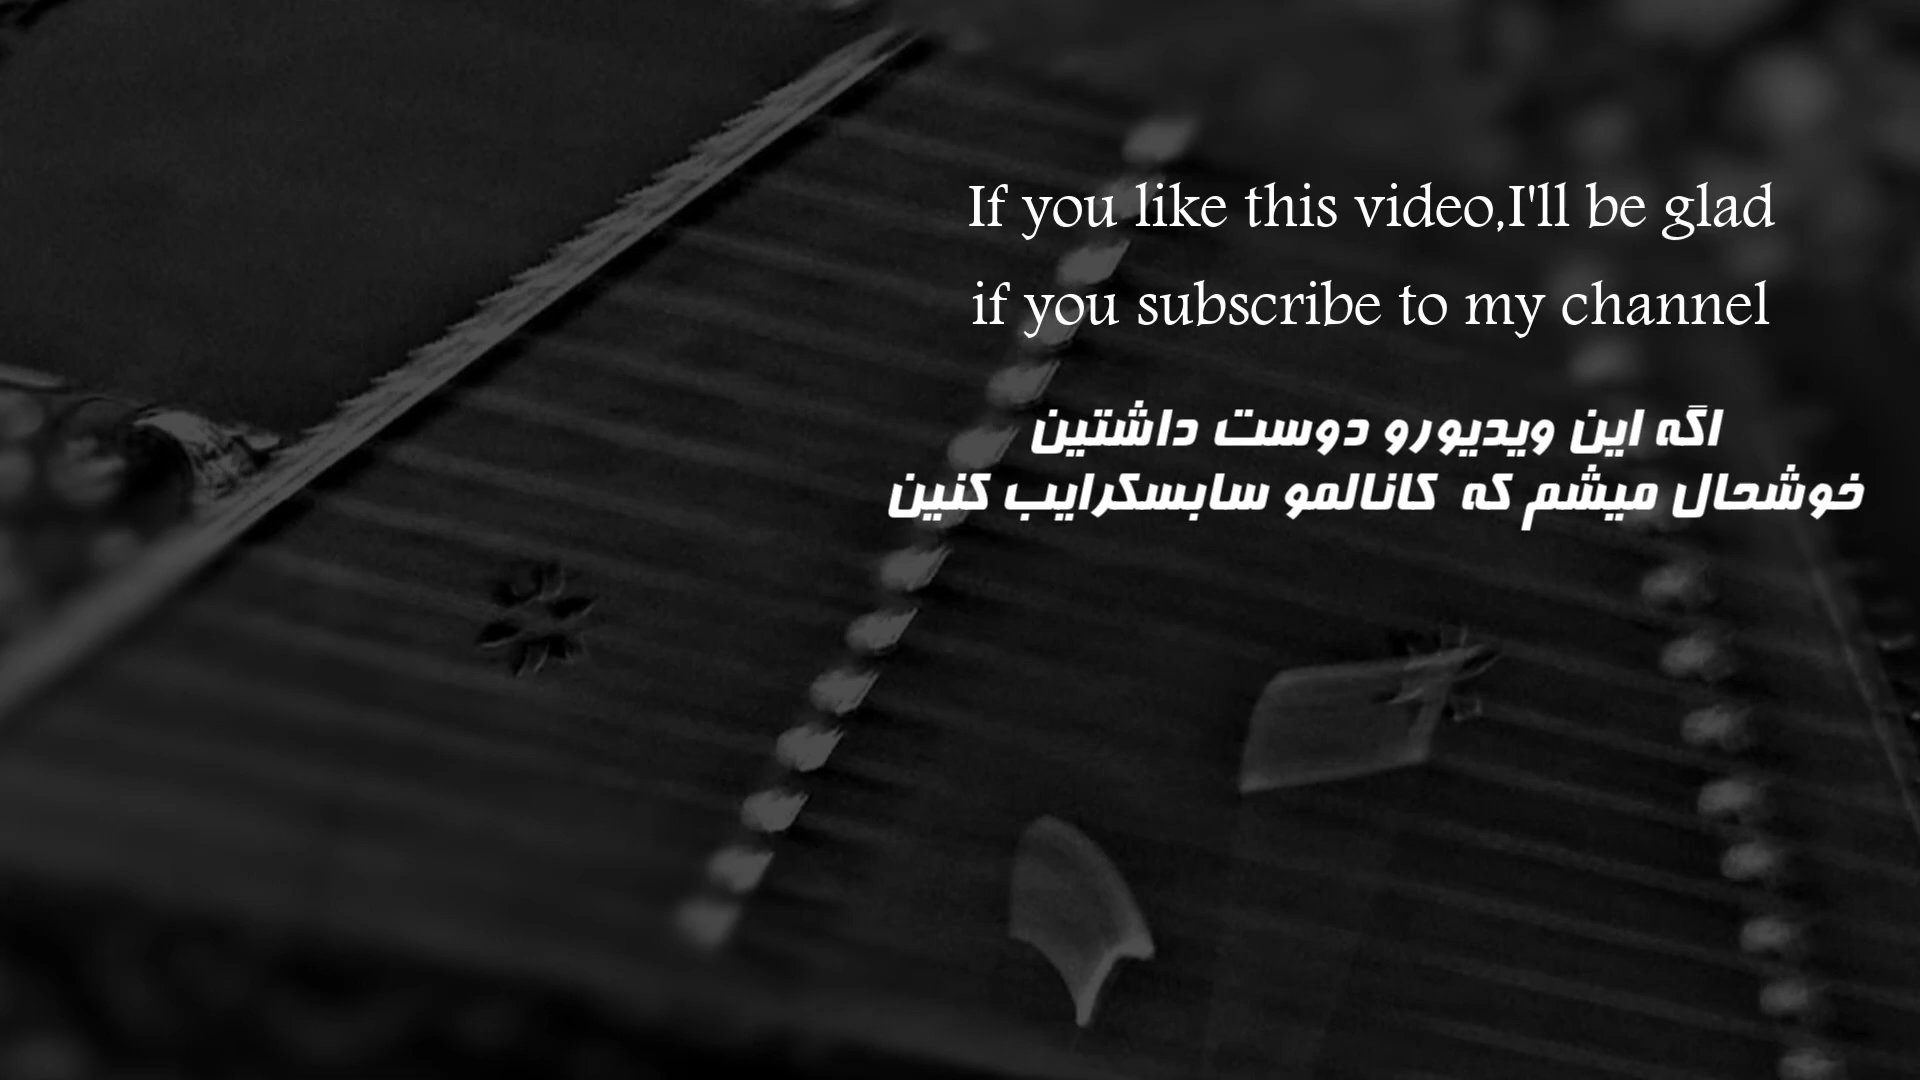 If you like this video,I'll be glad
if you subscribe to my channel
اگه این ویدیورو دوست داشتین
خوشحال میشم که کانالمو سابسکرایب کنین